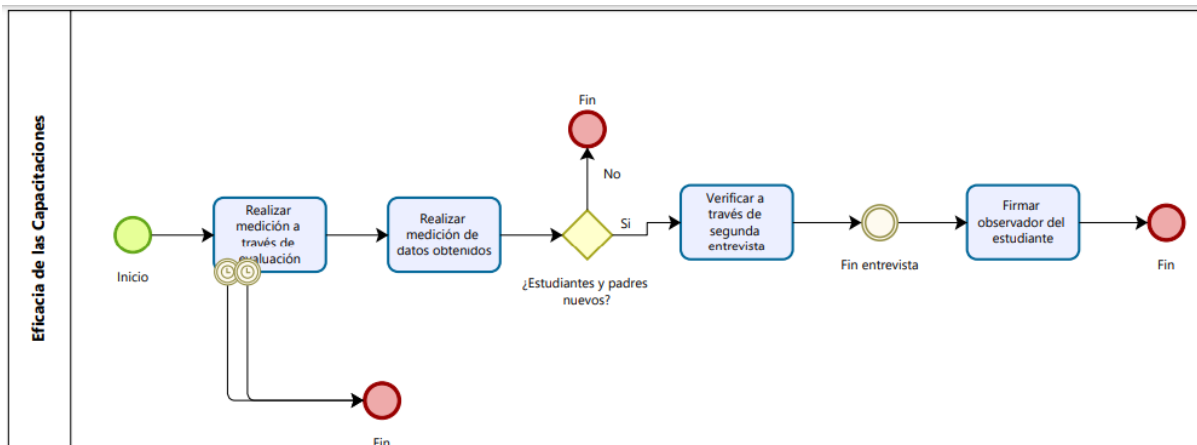 Eficacia de las Capacitaciones
Inicio
Realizar
medición a
través de
evaluación
Realizar
medición de
datos obtenidos
Fin
No
¿Estudiantes y padres
nuevos?
Si
Verificar a
través de
segunda
entrevista
Fin entrevista
Firmar
observador del
estudiante
Fin
Fin